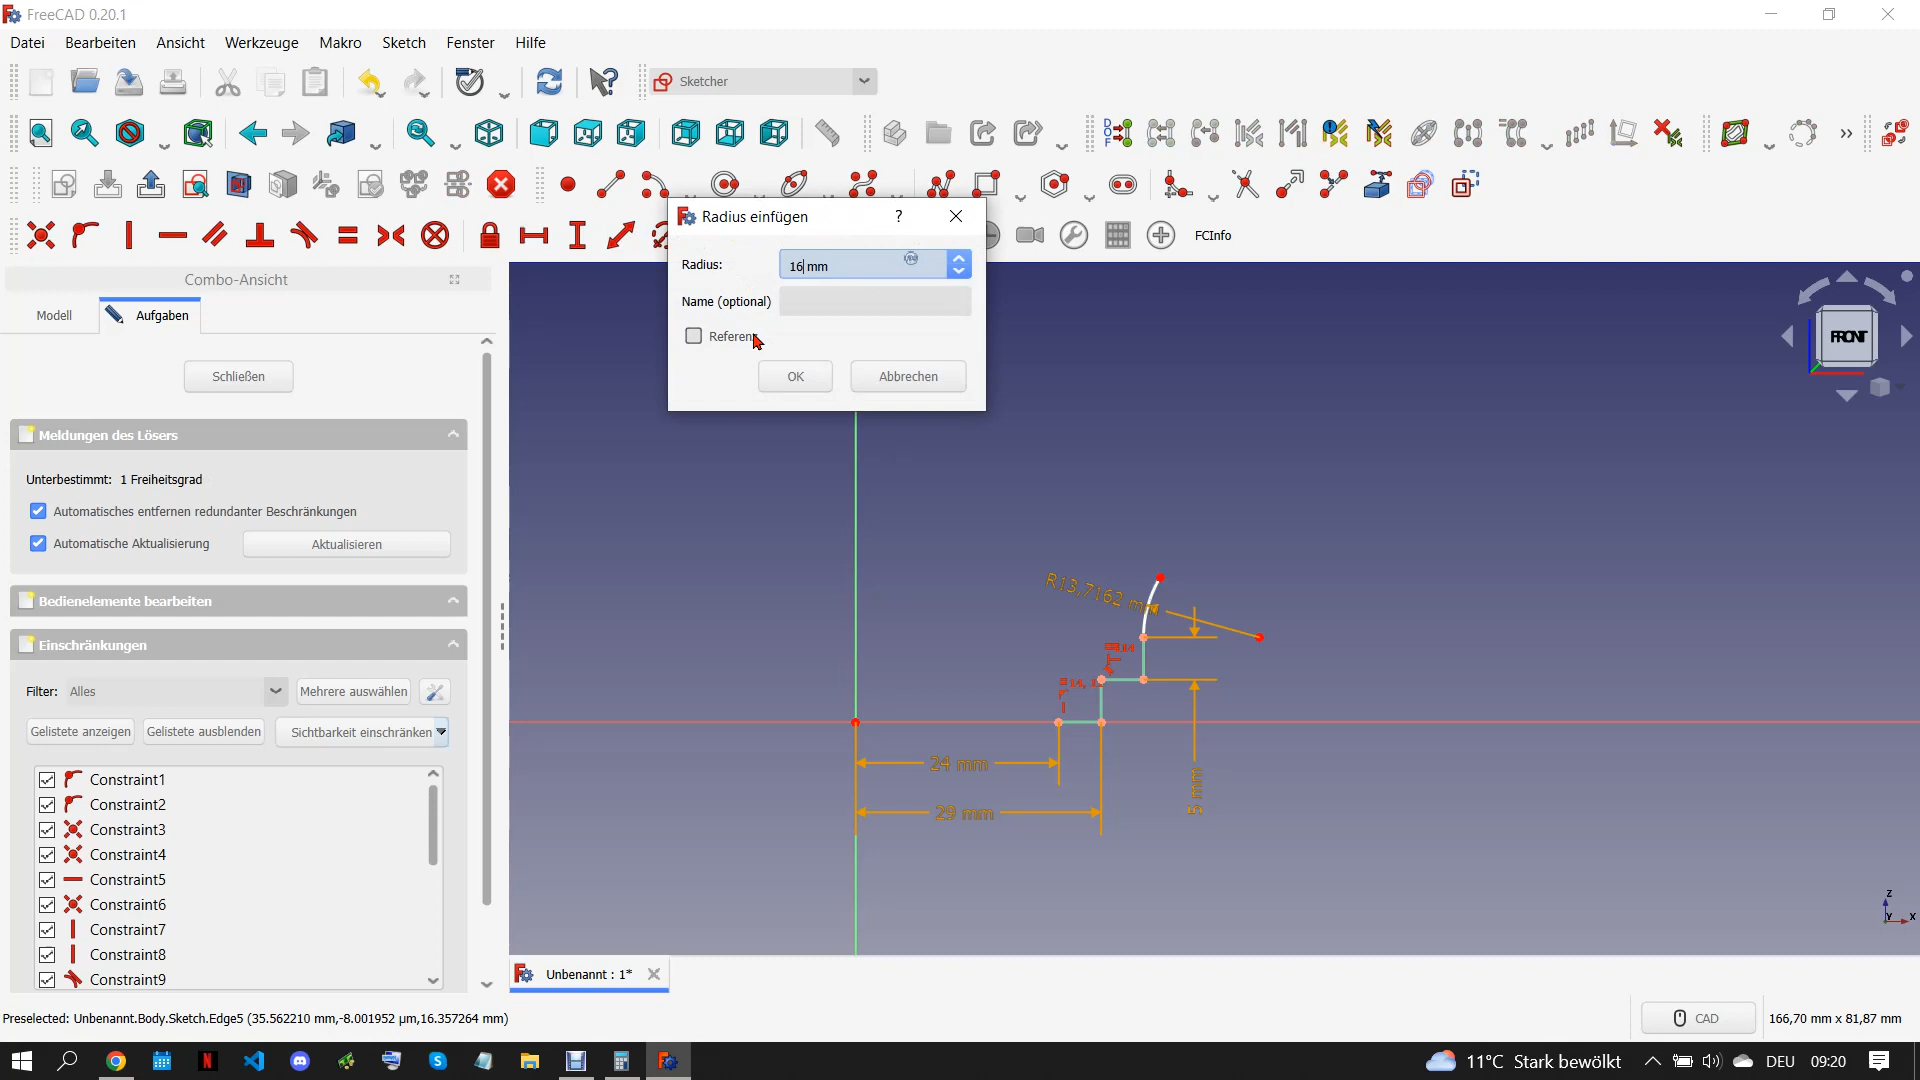 FreeCAD 0.20.1
Datei Bearbeiten Ansicht Werkzeuge Makro Sketch Fenster Hilfe
Sketcher
FCInfo
Radius einfügen ?
Radius: 16 mm
Name (optional)
Referenz
OK Abbrechen
Combo-Ansicht
Modell Aufgaben
Schließen
Meldungen des Lösers
Unterbestimmt: 1 Freiheitsgrad
Automatisches entfernen redundanter Beschränkungen
Automatische Aktualisierung Aktualisieren
Bedienelemente bearbeiten
Einschränkungen
Filter: Alles Mehrere auswählen
Gelistete anzeigen Gelistete ausblenden Sichtbarkeit einschränken
Constraint1
Constraint2
Constraint3
Constraint4
Constraint5
Constraint6
Constraint7
Constraint8
Constraint9
FRONT
R13,7162 mm
24 mm
29 mm
5 mm
Z
Y X
Unbenannt : 1*
Preselected: Unbenannt.Body.Sketch.Edge5 (35.562210 mm,-8.001952 µm,16.357264 mm)
CAD 166,70 mm x 81,87 mm
11°C Stark bewölkt DEU 09:20